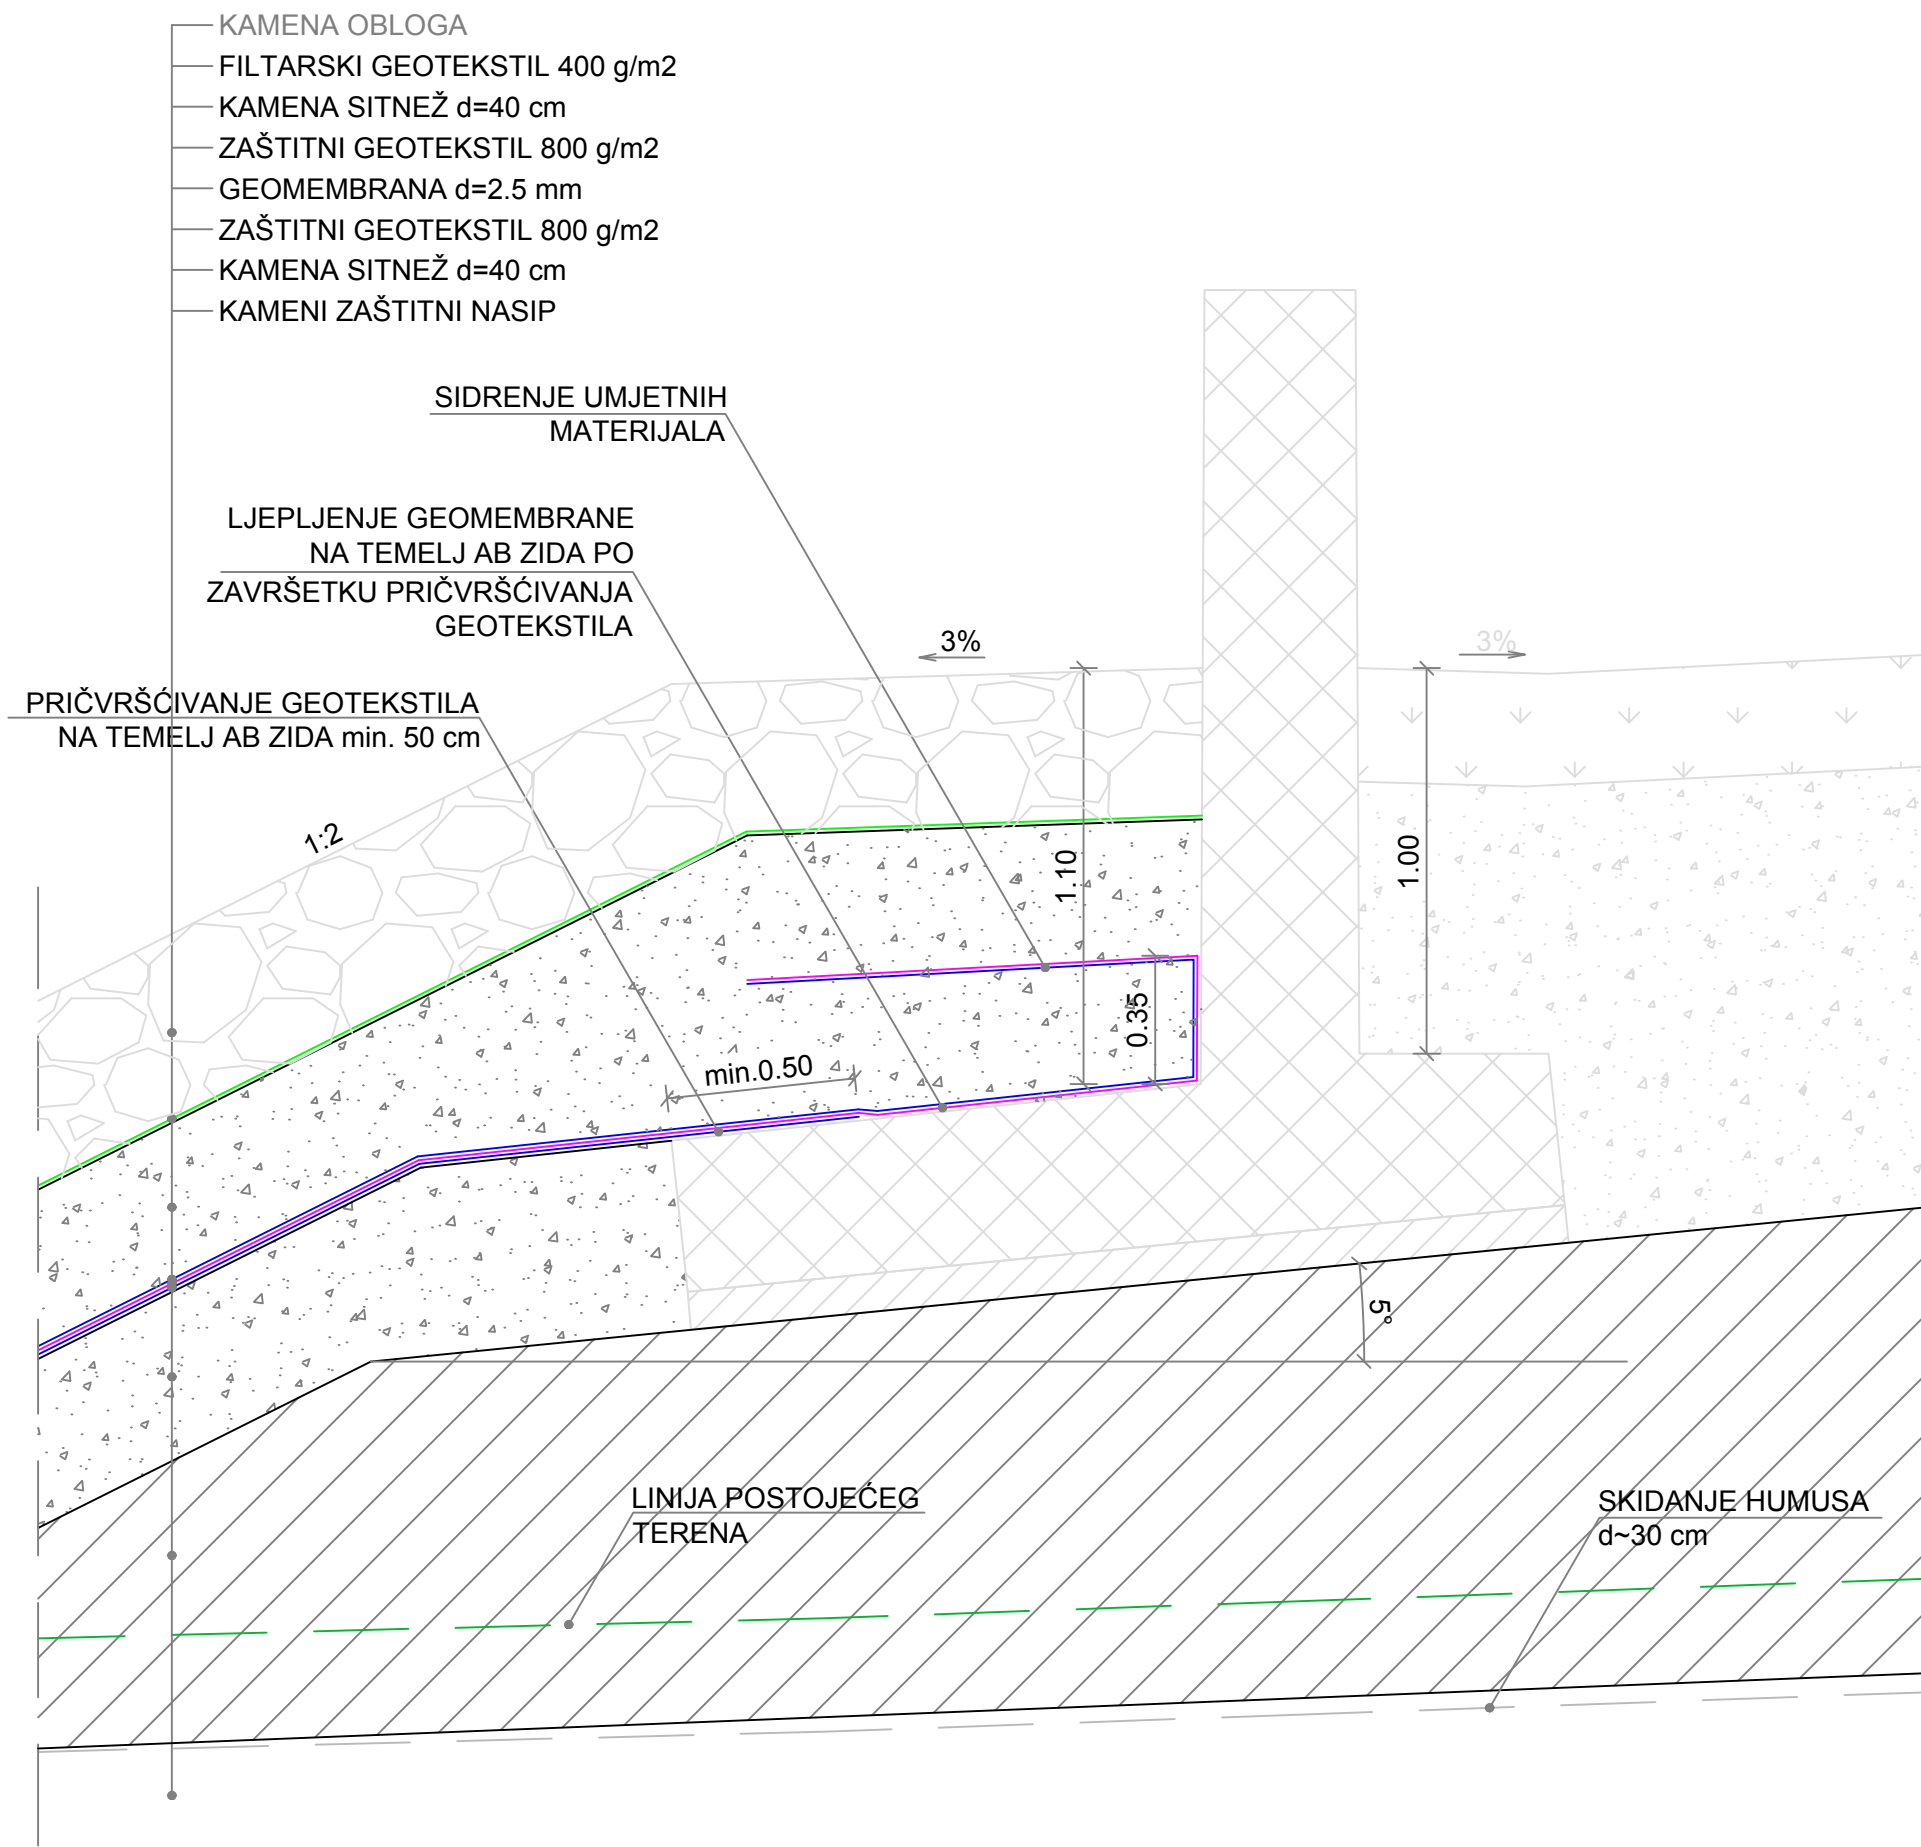 KAMENA OBLOGA
FILTARSKI GEOTEKSTIL 400 g/m2
KAMENA SITNEŽ d=40 cm
ZAŠTITNI GEOTEKSTIL 800 g/m2
GEOMEMBRANA d=2.5 mm
ZAŠTITNI GEOTEKSTIL 800 g/m2
KAMENA SITNEŽ d=40 cm
KAMENI ZAŠTITNI NASIP
SIDRENJE UMJETNIH
MATERIJALA
LJEPLJENJE GEOMEMBRANE
NA TEMELJ AB ZIDA PO
ZAVRŠETKU PRIČVRŠĆIVANJA
GEOTEKSTILA
3%
3%
PRIČVRŠĆIVANJE GEOTEKSTILA
NA TEMELJ AB ZIDA min. 50 cm
1:2
1.10
1.00
0.35
min.0.50
5°
LINIJA POSTOJEĆEG
TERENA
SKIDANJE HUMUSA
d~30 cm